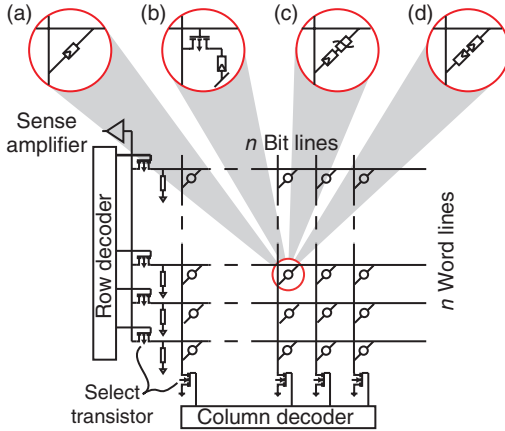 (a)
(b)
(c)
(d)
Sense
amplifier
n Bit lines
Row decoder
n Word lines
Select
transistor
Column decoder